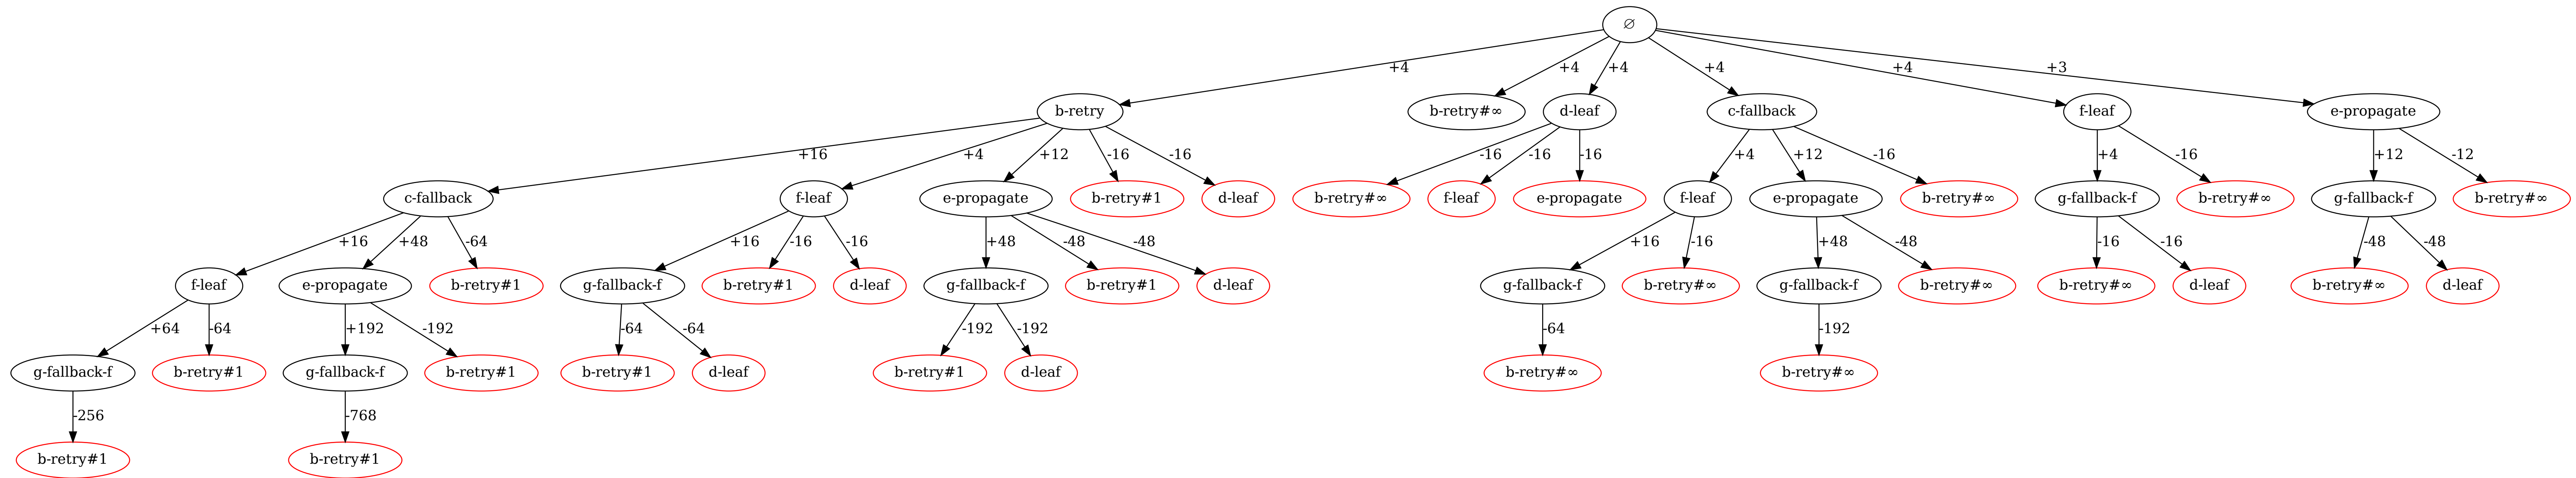 ∅
+4
+4
+4
+4
+4
+3
b-retry
b-retry#∞
d-leaf
c-fallback
f-leaf
e-propagate
+16
+4
+12
-16
-16
-16
-16
-16
+4
+12
-16
+4
-16
+12
-12
c-fallback
f-leaf
e-propagate
b-retry#1
d-leaf
b-retry#∞
f-leaf
e-propagate
f-leaf
e-propagate
b-retry#∞
g-fallback-f
b-retry#∞
g-fallback-f
b-retry#∞
+16
+48
-64
+16
-16
-16
+48
-48
-48
+16
-16
+48
-48
-16
-16
-48
-48
f-leaf
e-propagate
b-retry#1
g-fallback-f
b-retry#1
d-leaf
g-fallback-f
b-retry#1
d-leaf
g-fallback-f
b-retry#∞
g-fallback-f
b-retry#∞
b-retry#∞
d-leaf
b-retry#∞
d-leaf
+64
-64
+192
-192
-64
-64
-192
-192
-64
-192
g-fallback-f
b-retry#1
g-fallback-f
b-retry#1
b-retry#1
d-leaf
b-retry#1
d-leaf
b-retry#∞
b-retry#∞
-256
-768
b-retry#1
b-retry#1